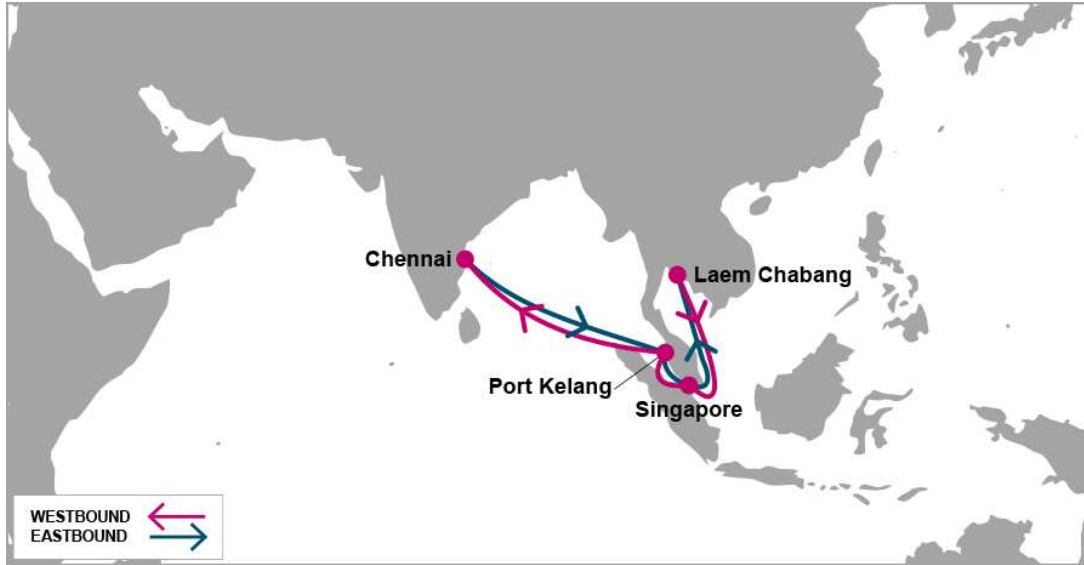 Chennai
Laem Chabang
Port Kelang
Singapore
WESTBOUND
EASTBOUND